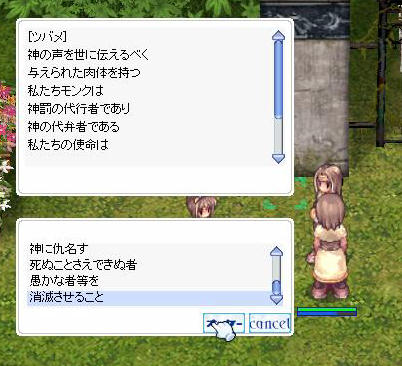 [ツバメ]
神の声を世に伝えるべく
与えられた肉体を持つ
私たちモンクは
神罰の代行者であり
神の代弁者である
私たちの使命は
神に仇名す
死ぬことさえできぬ者
愚かな者等を
消滅させること
cancel